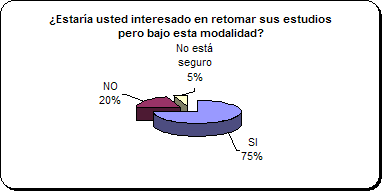 ¿Estaría usted interesado en retomar sus estudios
pero bajo esta modalidad?
No está
seguro
5%
NO
20%
SI
75%